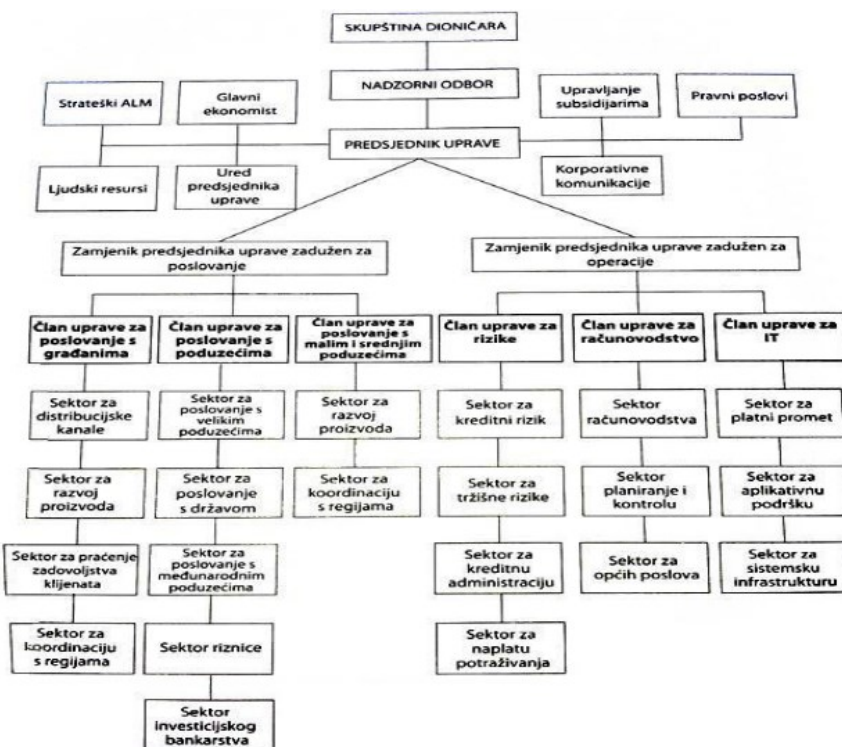 SKUPŠTINA DIONIČARA
NADZORNI ODBOR
Strateški ALM
Glavni
ekonomist
Upravljanje
subsidijarima
Pravni poslovi
PREDSJEDNIK UPRAVE
Ljudski resursi
Ured
predsjednika
uprave
Korporativne
komunikacije
Zamjenik predsjednika uprave zadužen za
poslovanje
Zamjenik predsjednika uprave zadužen za
operacije
Član uprave za
poslovanje s
građanima
Član uprave za
poslovanje s
poduzećima
Član uprave za
poslovanje s
malim i srednjim
poduzećima
Član uprave za
rizike
Član uprave za
računovodstvo
Član uprave za
IT
Sektor za
distribucijske
kanale
Sektor za
poslovanje s
velikim
poduzećima
Sektor za
razvoj
proizvoda
Sektor za
kreditni rizik
Sektor
računovodstva
Sektor za
platni promet
Sektor za
razvoj
proizvoda
Sektor za
poslovanje
s državom
Sektor za
koordinaciju
s regijama
Sektor za
tržišne rizike
Sektor
planiranje i
kontrolu
Sektor za
aplikativnu
podršku
Sektor za praćenje
zadovoljstva
klijenata
Sektor za
poslovanje s
međunarodnim
poduzećima
Sektor za
kreditnu
administraciju
Sektor za
općih poslova
Sektor za
sistemsku
infrastrukturu
Sektor za
koordinaciju
s regijama
Sektor riznice
Sektor za
naplatu
potraživanja
Sektor
investicijskog
bankarstva